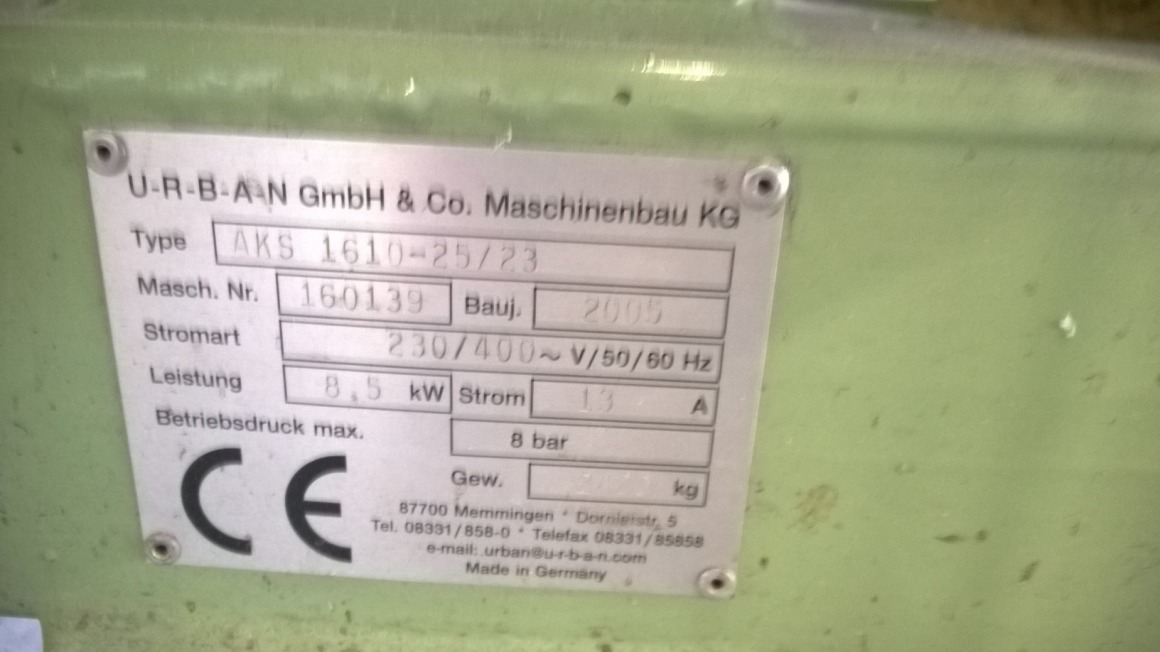 U-R-B-A-N GmbH & Co. Maschinenbau KG
Type AKS 1610-25/23
Masch. Nr. 160139 Bauj. 2005
Stromart 230/400~ V/50/60 Hz
Leistung 8,5 kW Strom 13 A
Betriebsdruck max. 8 bar
Gew. kg
CE
87700 Memmingen * Dornierstr. 5
Tel. 08331/858-0 * Telefax 08331/85858
e-mail: urban@u-r-b-a-n.com
Made in Germany